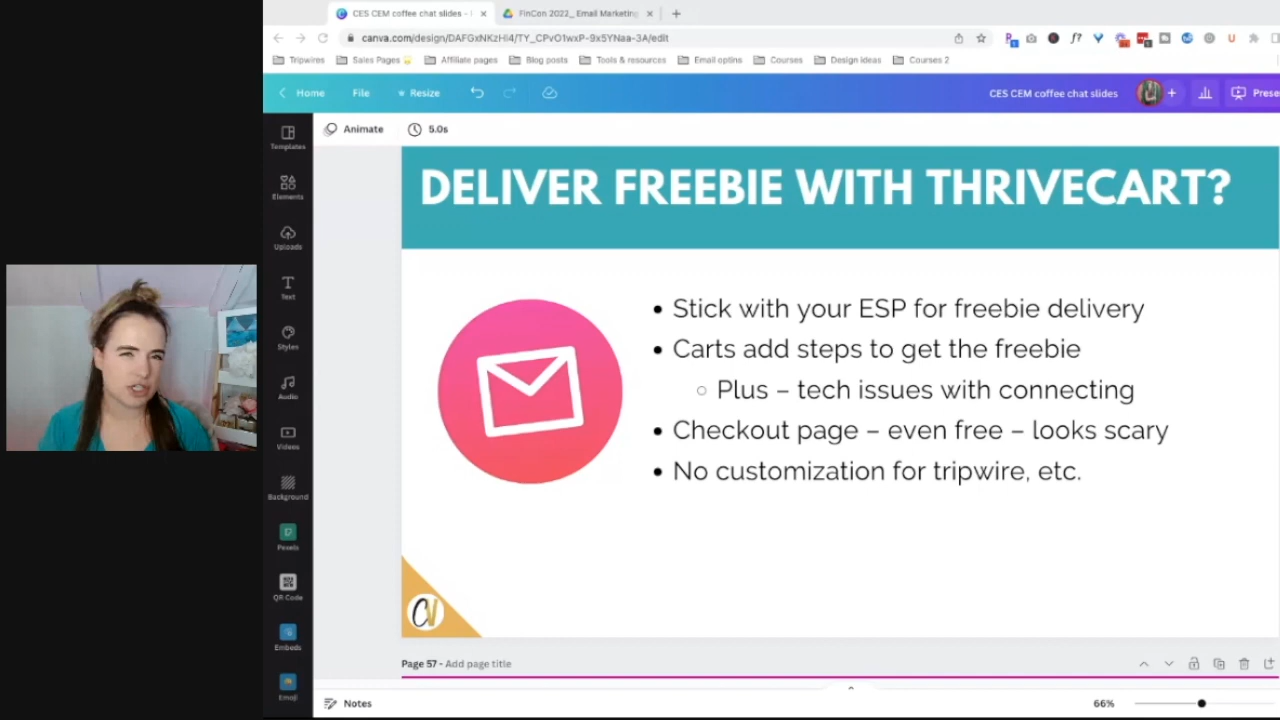 CES CEM coffee chat slides -
FinCon 2022_ Email Marketing
canva.com/design/DAFGxNKzHi4/TY_CPvO1wxP-9x5YNaa-3A/edit
Tripwires
Sales Pages
Affiliate pages
Blog posts
Tools & resources
Email optins
Courses
Design Ideas
Courses 2
Home
File
Resize
CES CEM coffee chat slides
Prese
Animate
5.0s
Templates
Elements
Uploads
Text
Styles
Audio
Videos
Background
Pexels
QR Code
Embeds
Emoji
DELIVER FREEBIE WITH THRIVECART?
• Stick with your ESP for freebie delivery
• Carts add steps to get the freebie
○ Plus – tech issues with connecting
• Checkout page – even free – looks scary
• No customization for tripwire, etc.
CV
Page 57 - Add page title
Notes
66%